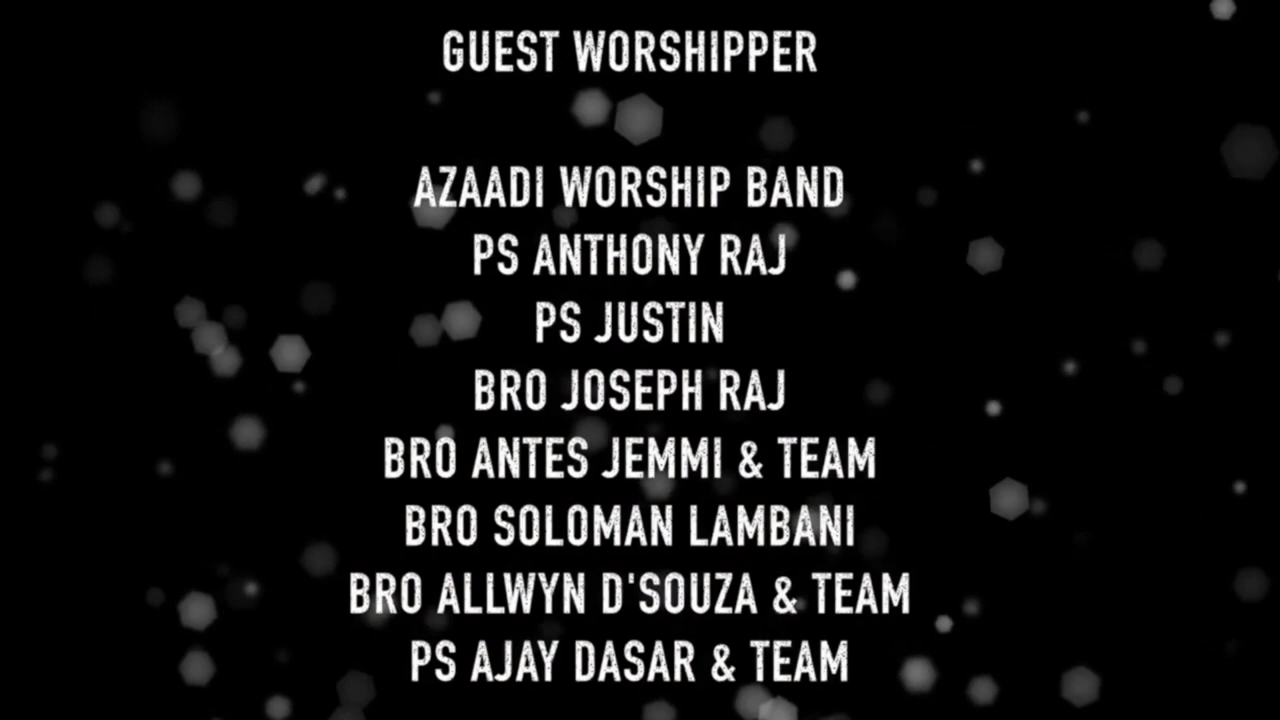 GUEST WORSHIPPER
AZAADI WORSHIP BAND
PS ANTHONY RAJ
PS JUSTIN
BRO JOSEPH RAJ
BRO ANTES JEMMI & TEAM
BRO SOLOMAN LAMBANI
BRO ALLWYN D'SOUZA & TEAM
PS AJAY DASAR & TEAM